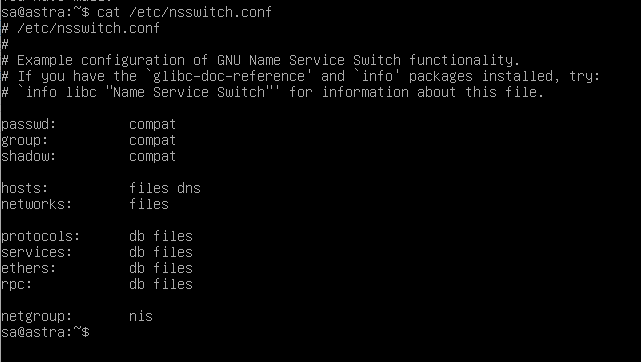 sa@astra:~$ cat /etc/nsswitch.conf
# /etc/nsswitch.conf
#
# Example configuration of GNU Name Service Switch functionality.
# If you have the `glibc-doc-reference' and `info' packages installed, try:
# `info libc "Name Service Switch"' for information about this file.
passwd: compat
group: compat
shadow: compat
hosts: files dns
networks: files
protocols: db files
services: db files
ethers: db files
rpc: db files
netgroup: nis
sa@astra:~$